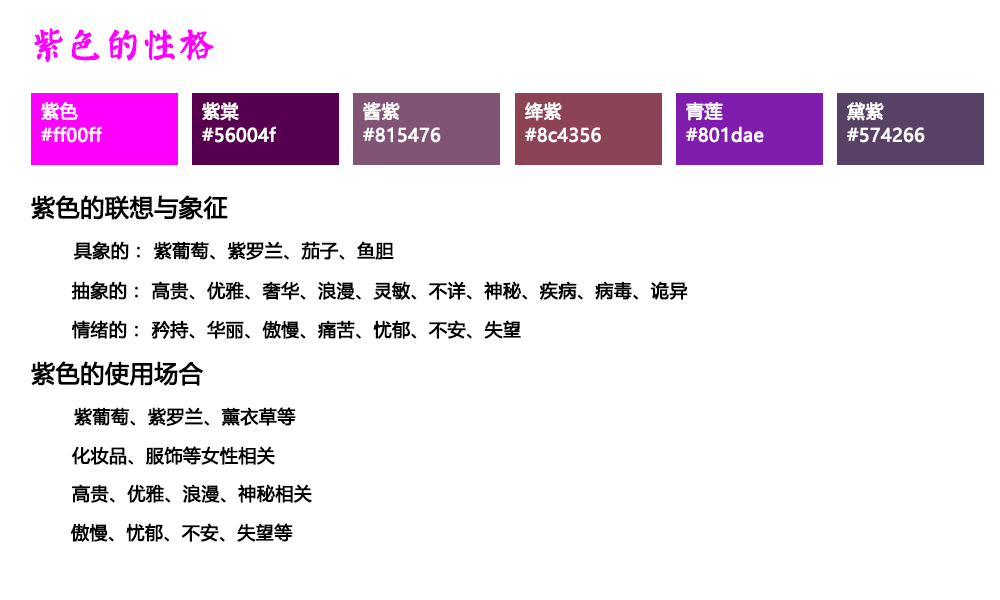 紫色的性格
紫色
#ff00ff
紫棠
#56004f
酱紫
#815476
绛紫
#8c4356
青莲
#801dae
黛紫
#574266
紫色的联想与象征
具象的： 紫葡萄、紫罗兰、茄子、鱼胆
抽象的： 高贵、优雅、奢华、浪漫、灵敏、不详、神秘、疾病、病毒、诡异
情绪的： 矜持、华丽、傲慢、痛苦、忧郁、不安、失望
紫色的使用场合
紫葡萄、紫罗兰、薰衣草等
化妆品、服饰等女性相关
高贵、优雅、浪漫、神秘相关
傲慢、忧郁、不安、失望等